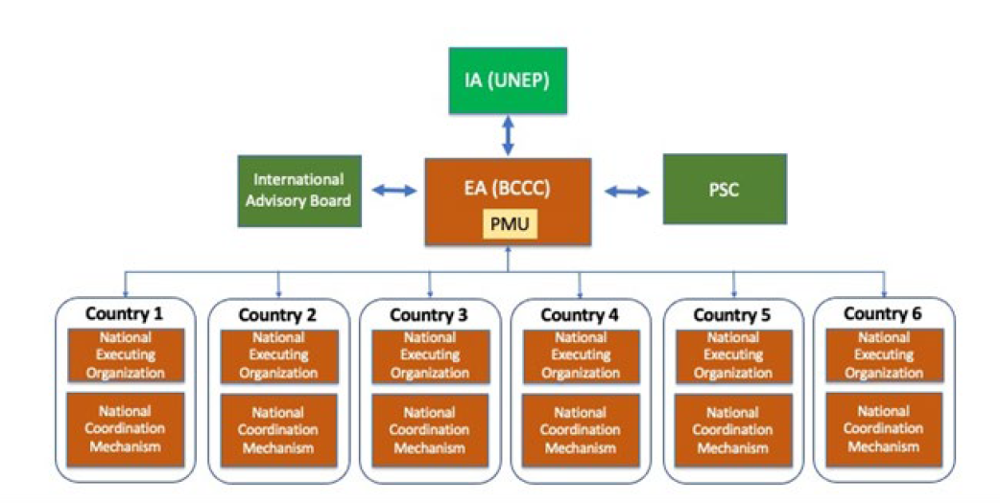 IA (UNEP)
International
Advisory Board
EA (BCCC)
PMU
PSC
Country 1
National
Executing
Organization
National
Coordination
Mechanism
Country 2
National
Executing
Organization
National
Coordination
Mechanism
Country 3
National
Executing
Organization
National
Coordination
Mechanism
Country 4
National
Executing
Organization
National
Coordination
Mechanism
Country 5
National
Executing
Organization
National
Coordination
Mechanism
Country 6
National
Executing
Organization
National
Coordination
Mechanism